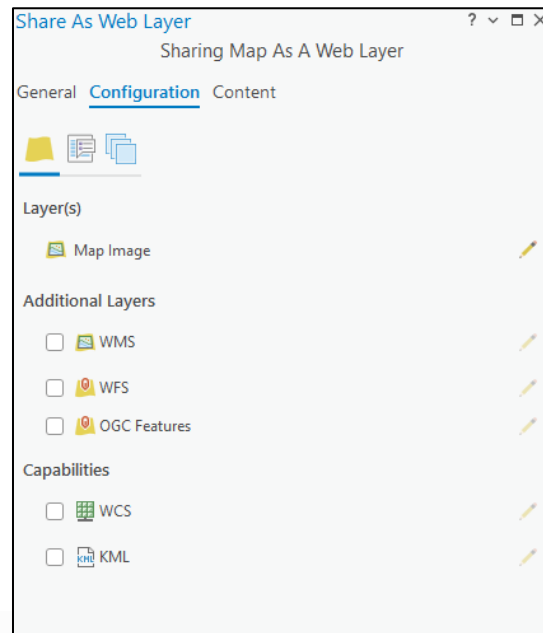 Share As Web Layer
Sharing Map As A Web Layer
General Configuration Content
Layer(s)
Map Image
Additional Layers
WMS
WFS
OGC Features
Capabilities
WCS
KML KML